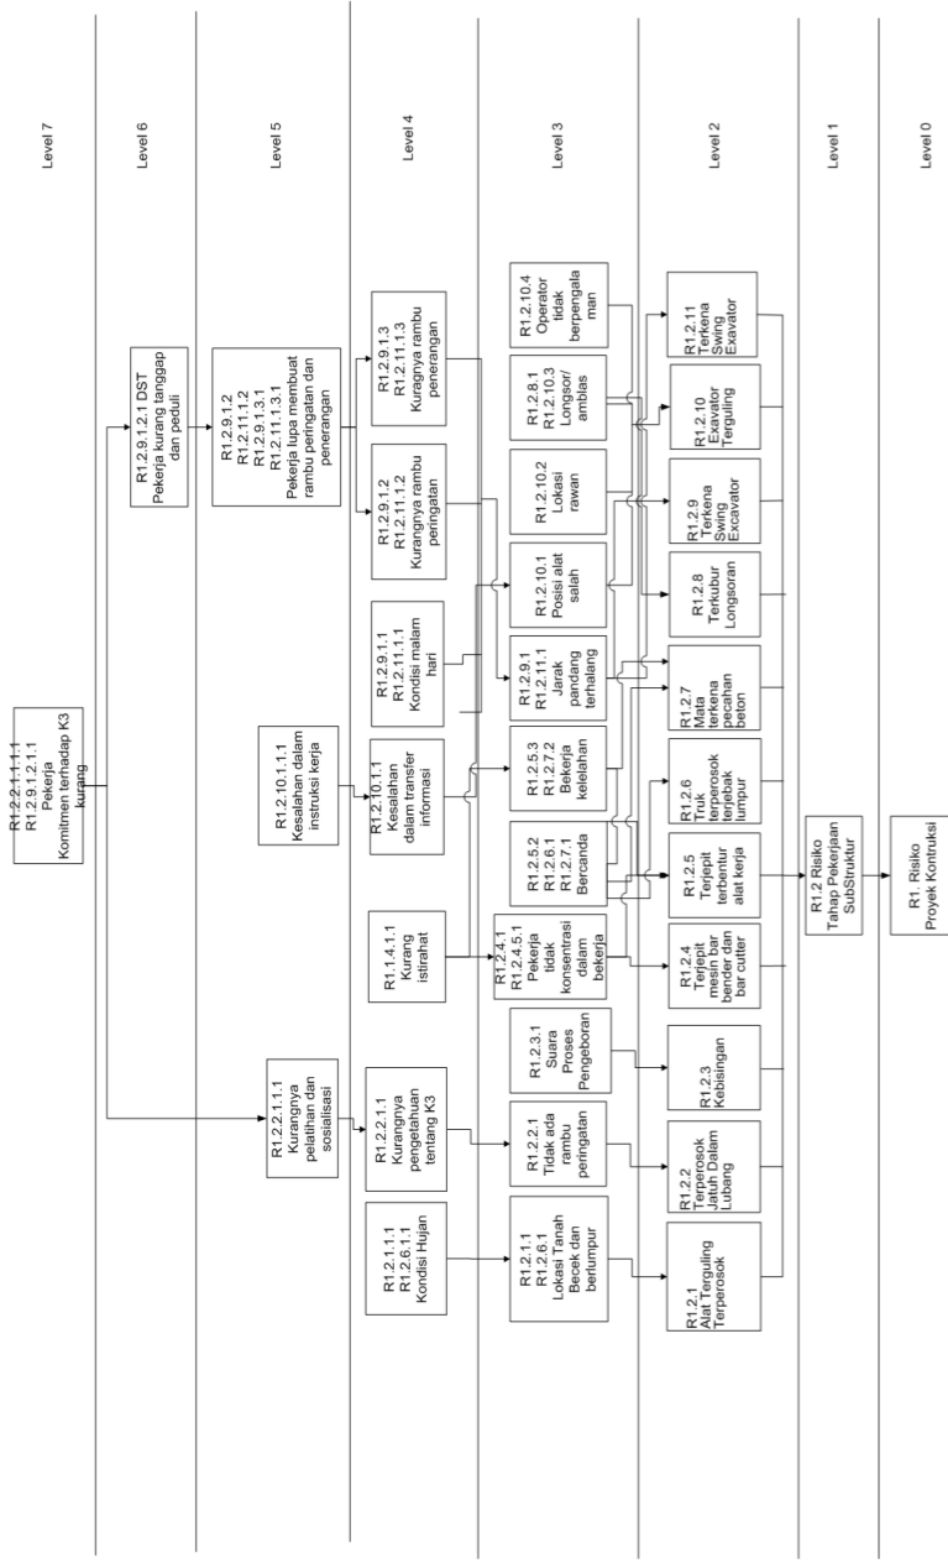 R1.2.2.1.1.1.1
R1.2.9.1.2.1.1
Pekerja
Komitmen terhadap K3
kurang
Level 7
R1.2.9.1.2.1 DST
Pekerja kurang tanggap
dan peduli
Level 6
R1.2.2.1.1.1
Kurangnya
pelatihan dan
sosialisasi
R1.2.10.1.1.1
Kesalahan dalam
instruksi kerja
R1.2.9.1.2
R1.2.11.1.2
R1.2.9.1.3.1
R1.2.11.1.3.1
Pekerja lupa membuat
rambu peringatan dan
penerangan
Level 5
R1.2.1.1.1
R1.2.6.1.1
Kondisi Hujan
R1.2.2.1.1
Kurangnya
pengetahuan
tentang K3
R1.1.4.1.1
Kurang
istirahat
R1.2.10.1.1
Kesalahan
dalam transfer
informasi
R1.2.9.1.1
R1.2.11.1.1
Kondisi malam
hari
R1.2.9.1.2
R1.2.11.1.2
Kurangnya rambu
peringatan
R1.2.9.1.3
R1.2.11.1.3
Kuragnya rambu
penerangan
Level 4
R1.2.1.1
R1.2.6.1
Lokasi Tanah
Becek dan
berlumpur
R1.2.2.1
Tidak ada
rambu
peringatan
R1.2.3.1
Suara
Proses
Pengeboran
R1.2.4.1
R1.2.4.5.1
Pekerja
tidak
konsentrasi
dalam
bekerja
R1.2.5.2
R1.2.6.1
R1.2.7.1
Bercanda
R1.2.5.3
R1.2.7.2
Bekerja
kelelahan
R1.2.9.1
R1.2.11.1
Jarak
pandang
terhalang
R1.2.10.1
Posisi alat
salah
R1.2.10.2
Lokasi
rawan
R1.2.8.1
R1.2.10.3
Longsor/
amblas
R1.2.10.4
Operator
tidak
berpengala
man
Level 3
R1.2.1
Alat Terguling
Terperosok
R1.2.2
Terperosok
Jatuh Dalam
Lubang
R1.2.3
Kebisingan
R1.2.4
Terjepit
mesin bar
bender dan
bar cutter
R1.2.5
Terjepit
terbentur
alat kerja
R1.2.6
Truk
terperosok
terjebak
lumpur
R1.2.7
Mata
terkena
pecahan
beton
R1.2.8
Terkubur
Longsoran
R1.2.9
Terkena
Swing
Excavator
R1.2.10
Exavator
Terguling
R1.2.11
Terkena
Swing
Exavator
Level 2
R1.2 Risiko
Tahap Pekerjaan
SubStruktur
Level 1
R1. Risiko
Proyek Kontruksi
Level 0